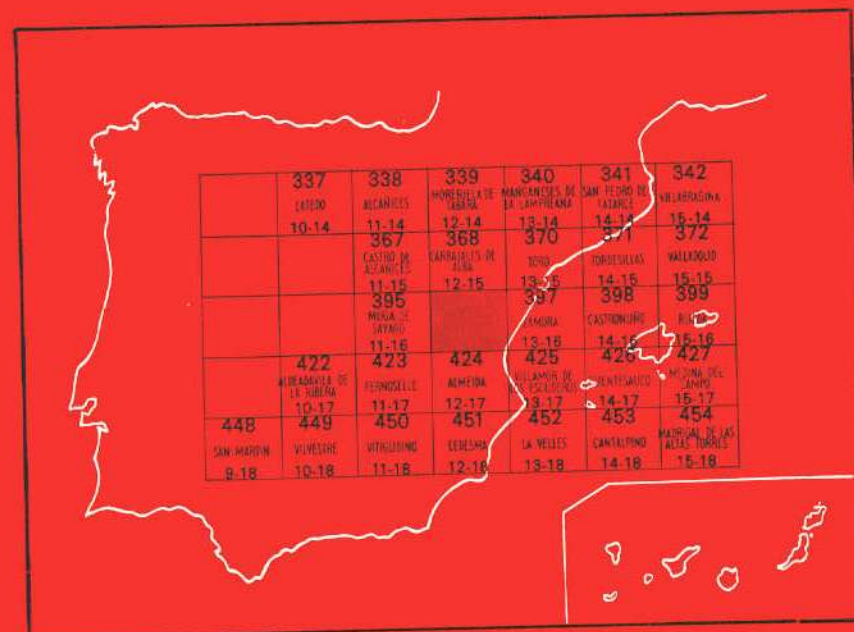 337 338 339 340 341 342
LATEDO ALCAÑICES MORERUELA DE TABARA MANGANESES DE LA LAMPREANA SAN PEDRO DE LATARCE VILLABRAGINA
10-14 11-14 12-14 13-14 14-14 15-14
367 368 370 371 372
CASTRO DE ALCAÑICES CARBAJALES DE ALBA TORO TORDESILLAS VALLADOLID
11-15 12-15 13-15 14-15 15-15
395 397 398 399
MUGA DE SAYAGO ZAMORA CASTRONUÑO RUEDA
11-16 13-16 14-16 15-16
422 423 424 425 426 427
ALDEADAVILA DE LA RIBERA FERMOSELLE ALMEIDA VILLAMOR DE LOS ESCUDEROS FUENTESAUCO MEDINA DEL CAMPO
10-17 11-17 12-17 13-17 14-17 15-17
448 449 450 451 452 453 454
SAN MARTIN VILVESTRE VITIGUDINO LEDESMA LA VELLES CANTALPINO MADRIGAL DE LAS ALTAS TORRES
9-18 10-18 11-18 12-18 13-18 14-18 15-18